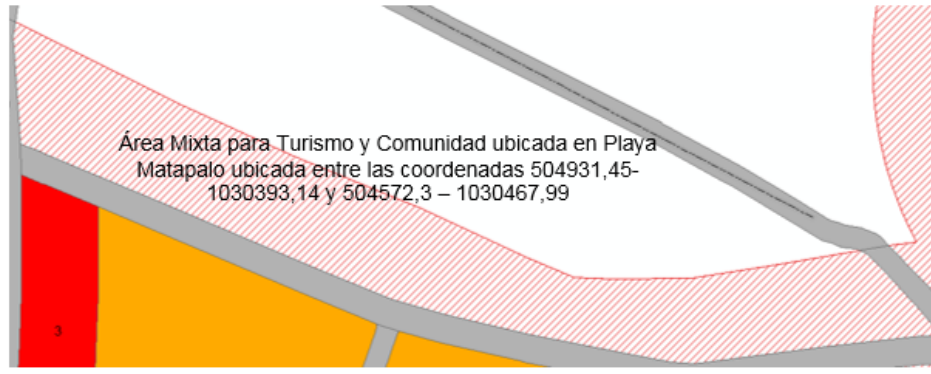 Área Mixta para Turismo y Comunidad ubicada en Playa
Matapalo ubicada entre las coordenadas 504931,45-
1030393,14 y 504572,3 – 1030467,99
3